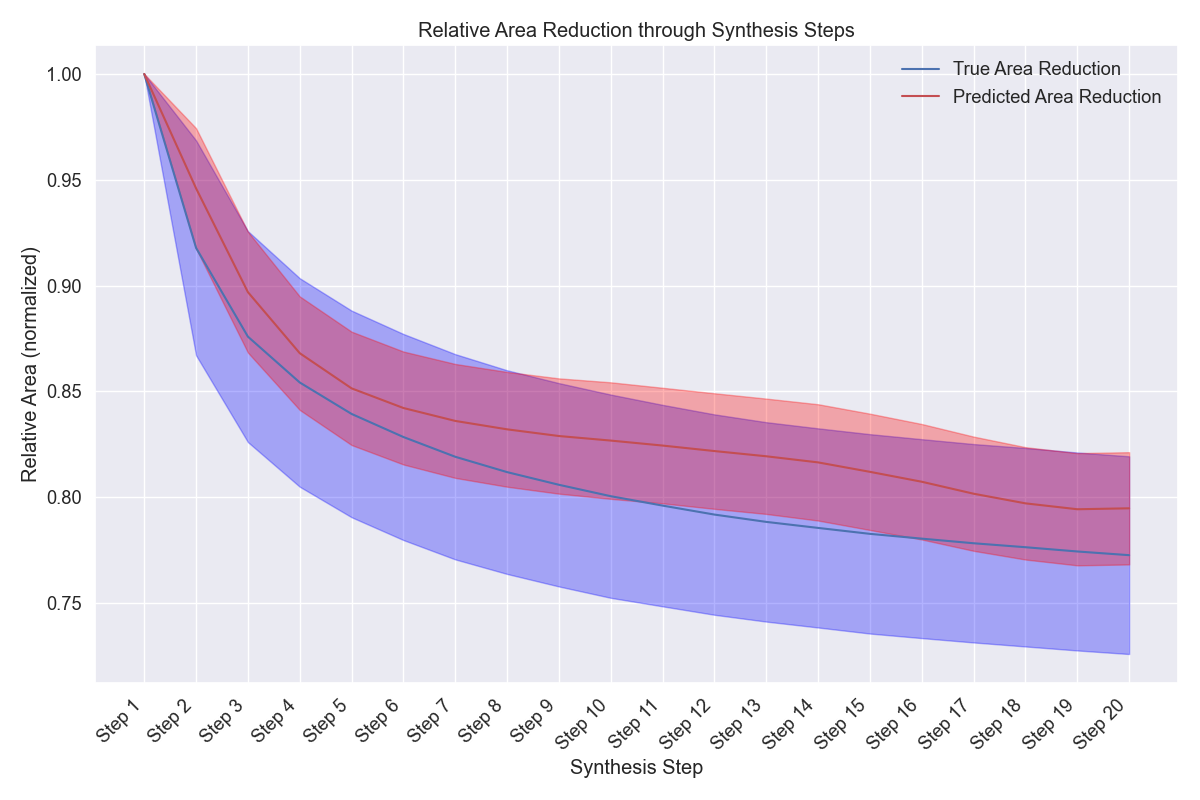 Relative Area Reduction through Synthesis Steps
True Area Reduction
Predicted Area Reduction
Relative Area (normalized)
1.00
0.95
0.90
0.85
0.80
0.75
Step 1
Step 2
Step 3
Step 4
Step 5
Step 6
Step 7
Step 8
Step 9
Step 10
Step 11
Step 12
Step 13
Step 14
Step 15
Step 16
Step 17
Step 18
Step 19
Step 20
Synthesis Step